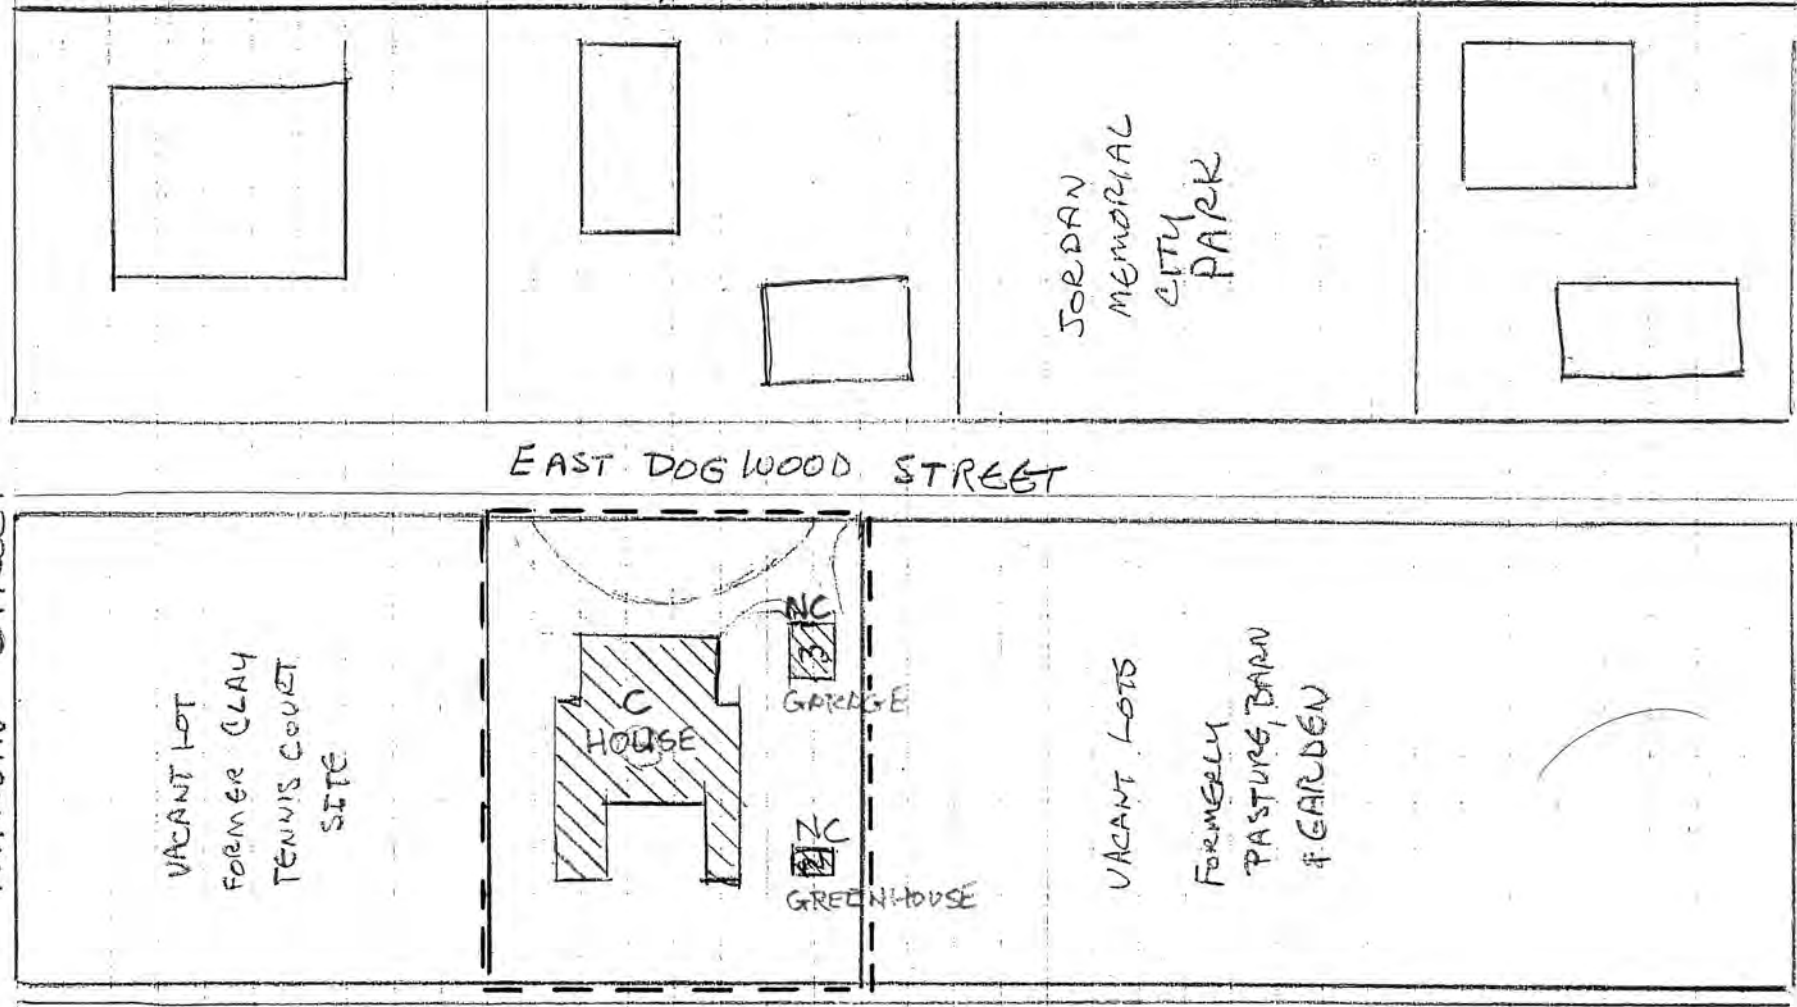 JORDAN
MEMORIAL
CITY
PARK
EAST DOGWOOD STREET
VACANT LOT
FORMER CLAY
TENNIS COURT
SITE
C
HOUSE
NC
3
GARAGE
NC
GREENHOUSE
VACANT LOTS
FORMERLY
PASTURE, BARN
& GARDEN